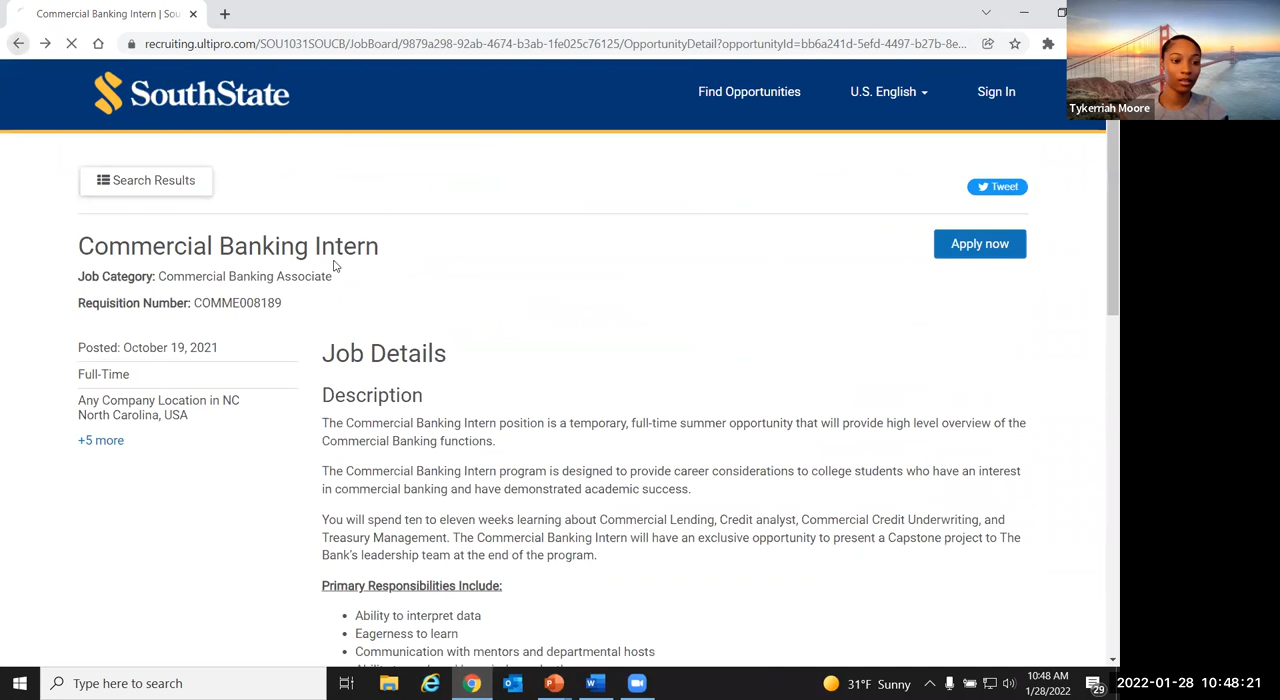 Commercial Banking Intern | Sou
recruiting.ultipro.com/SOU1031SOUCB/JobBoard/9879a298-92ab-4674-b3ab-1fe025c76125/OpportunityDetail?opportunityId=bb6a241d-5efd-4497-b27b-8e...
Tykerriah Moore
SouthState
Find Opportunities
U.S. English
Sign In
Search Results
Tweet
Commercial Banking Intern
Apply now
Job Category: Commercial Banking Associate
Requisition Number: COMME008189
Posted: October 19, 2021
Full-Time
Any Company Location in NC
North Carolina, USA
+5 more
Job Details
Description
The Commercial Banking Intern position is a temporary, full-time summer opportunity that will provide high level overview of the
Commercial Banking functions.
The Commercial Banking Intern program is designed to provide career considerations to college students who have an interest
in commercial banking and have demonstrated academic success.
You will spend ten to eleven weeks learning about Commercial Lending, Credit analyst, Commercial Credit Underwriting, and
Treasury Management. The Commercial Banking Intern will have an exclusive opportunity to present a Capstone project to The
Bank's leadership team at the end of the program.
Primary Responsibilities Include:
• Ability to interpret data
• Eagerness to learn
• Communication with mentors and departmental hosts
Type here to search
31°F Sunny
10:48 AM
1/28/2022
29
2022-01-28 10:48:21